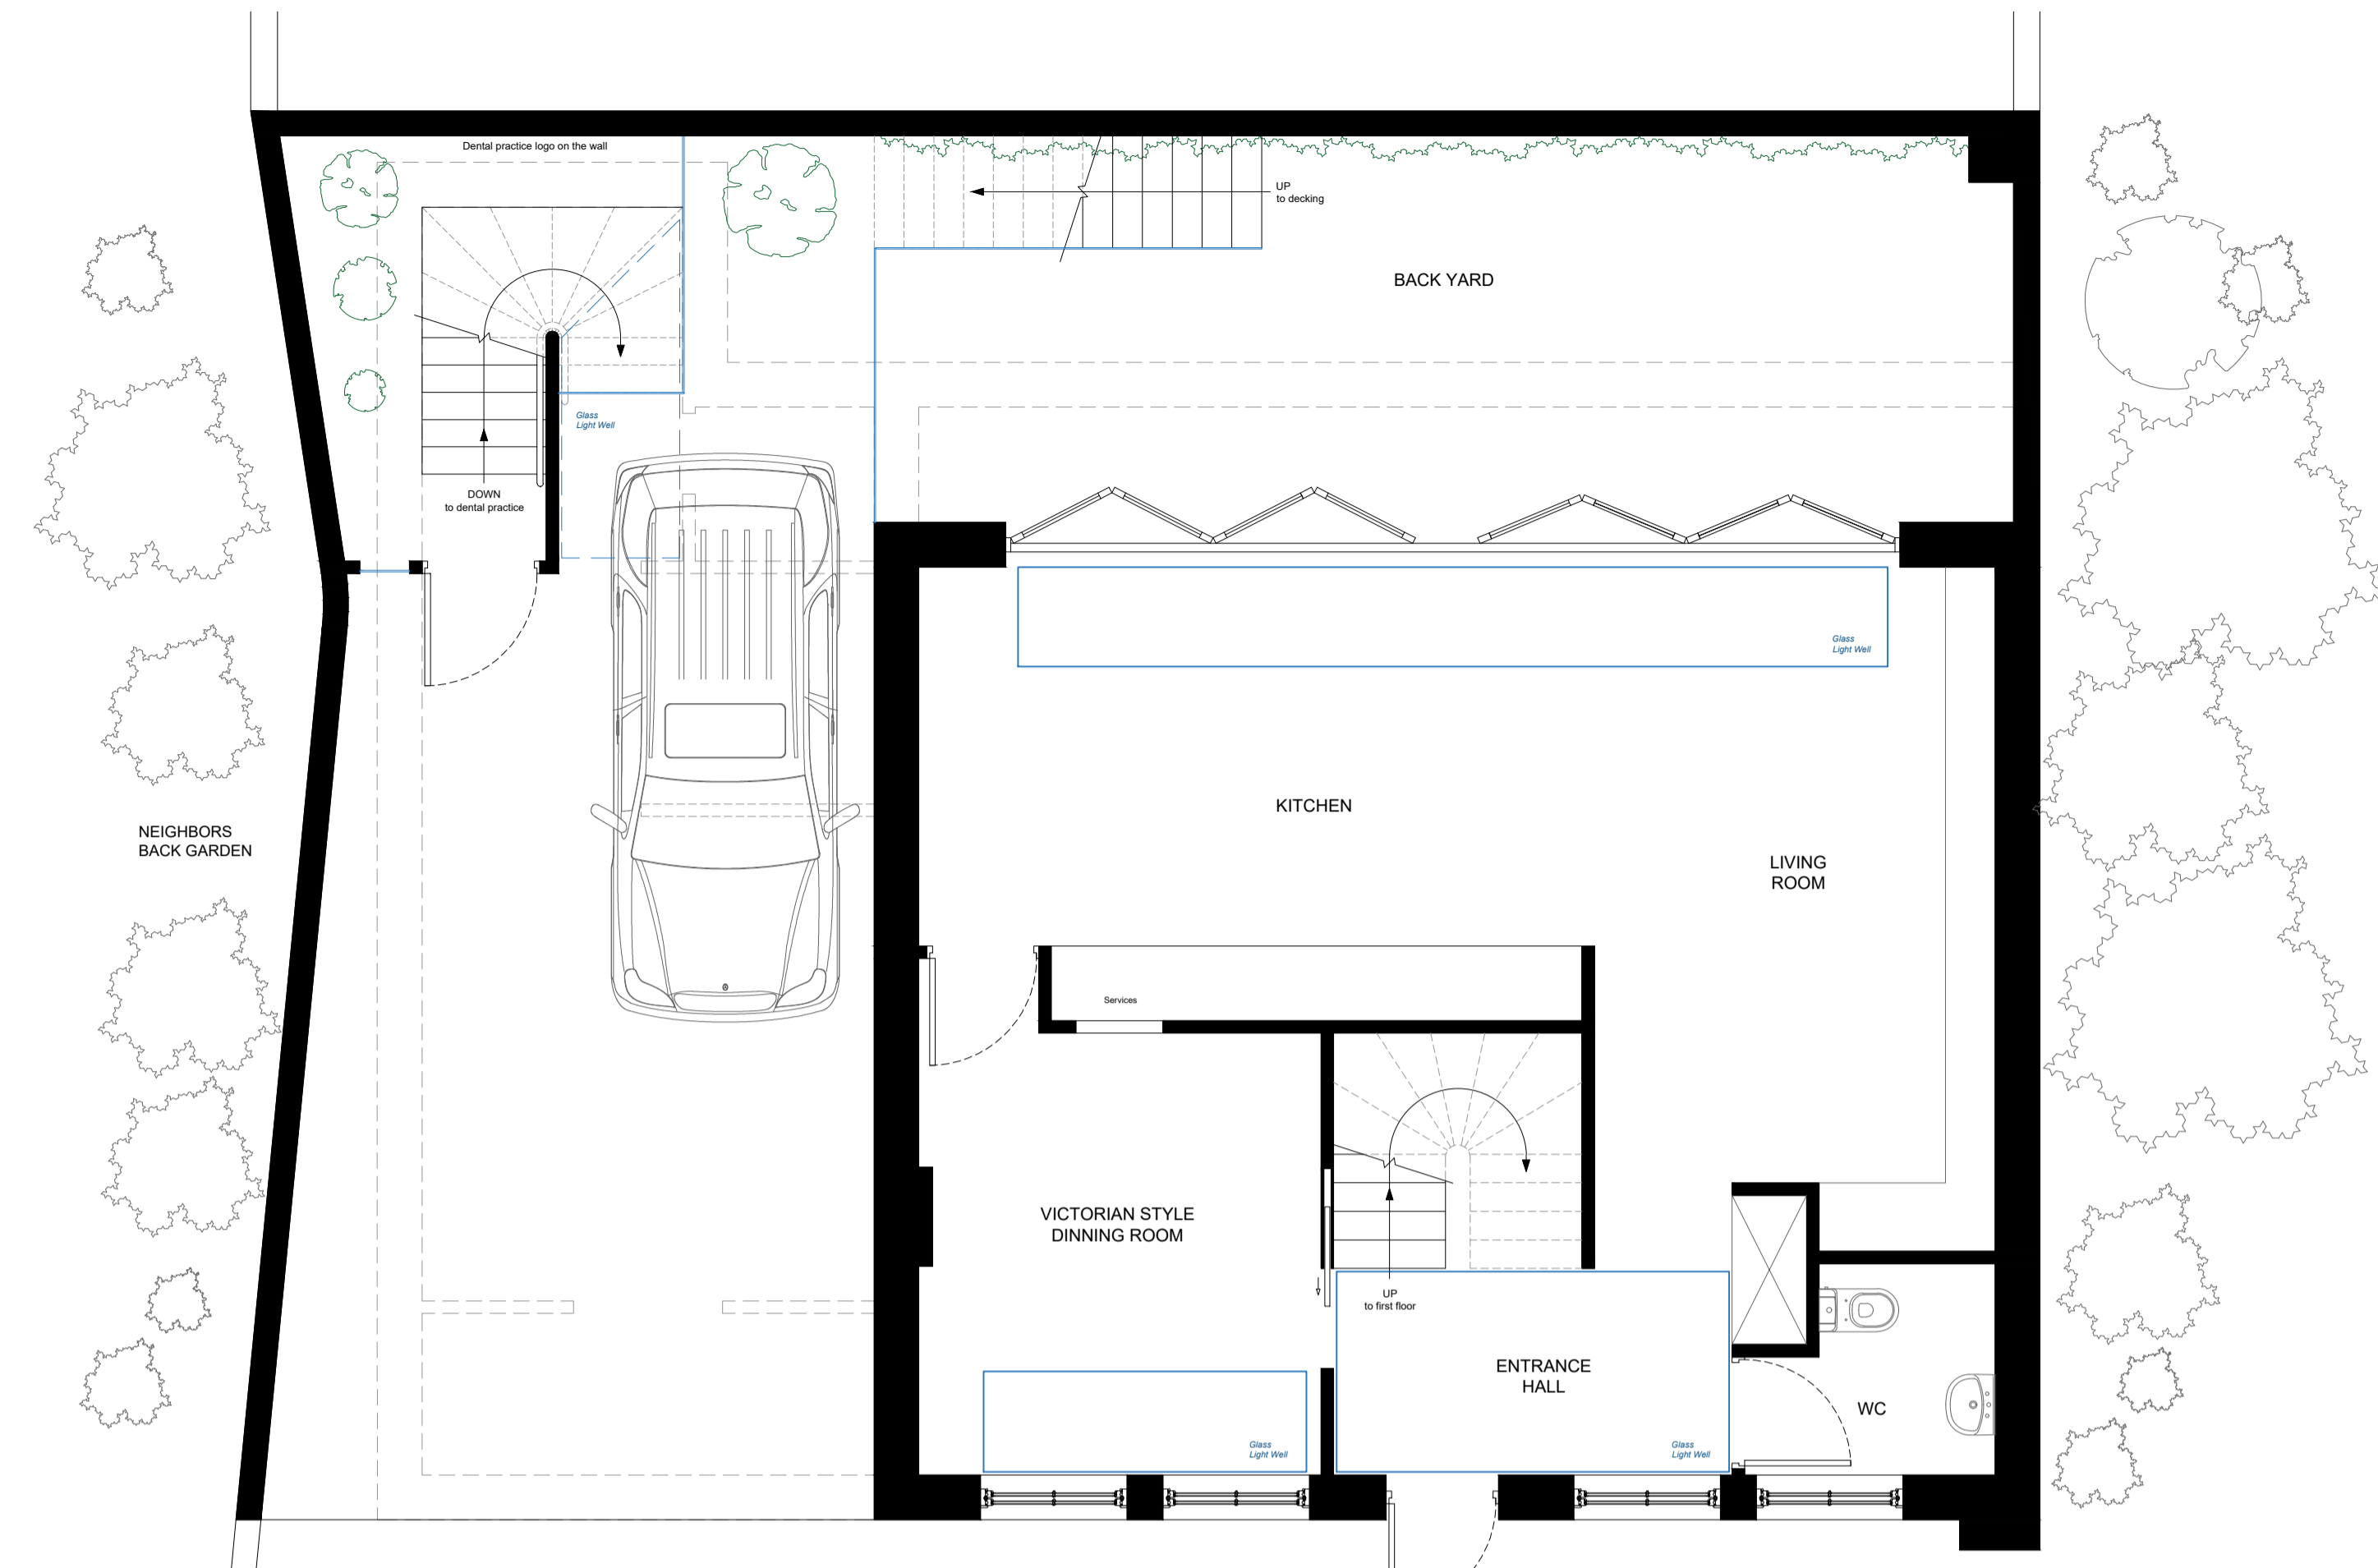 Dental practice logo on the wall
UP
to decking
BACK YARD
Glass
Light Well
DOWN
to dental practice
Glass
Light Well
KITCHEN
NEIGHBORS
BACK GARDEN
LIVING
ROOM
Services
VICTORIAN STYLE
DINNING ROOM
UP
to first floor
ENTRANCE
HALL
WC
Glass
Light Well
Glass
Light Well